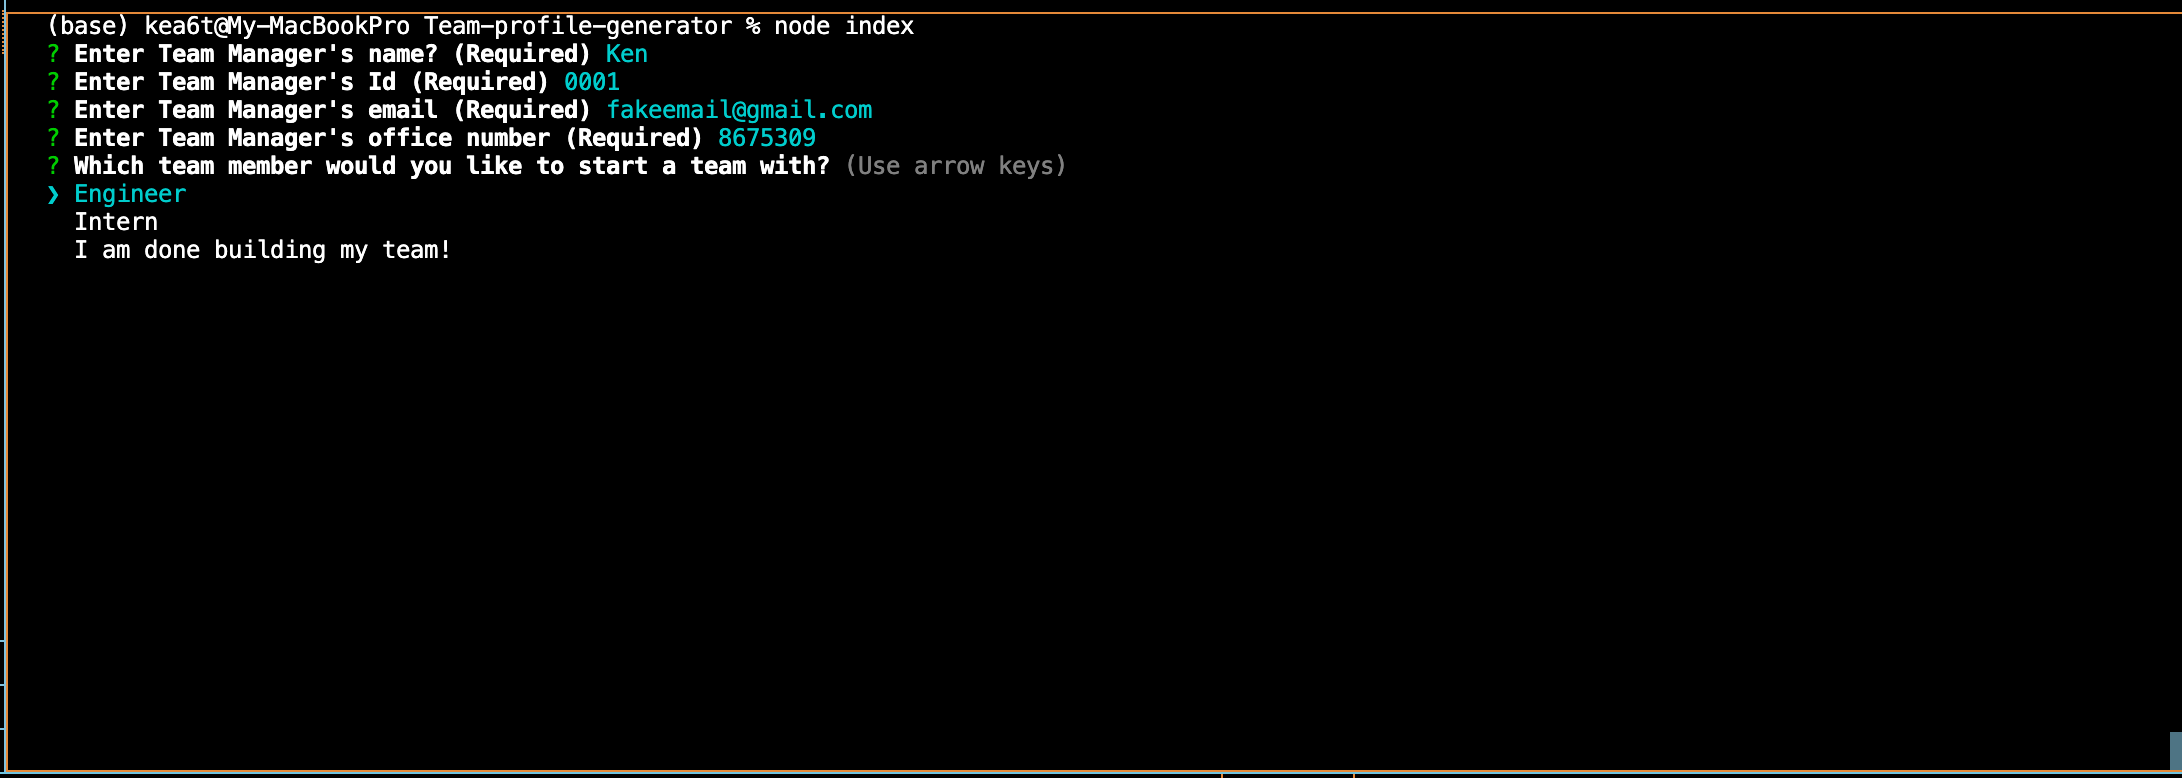 (base) kea6t@My-MacBookPro Team-profile-generator % node index
? Enter Team Manager's name? (Required) Ken
? Enter Team Manager's Id (Required) 0001
? Enter Team Manager's email (Required) fakeemail@gmail.com
? Enter Team Manager's office number (Required) 8675309
? Which team member would you like to start a team with? (Use arrow keys)
❯ Engineer
  Intern
  I am done building my team!